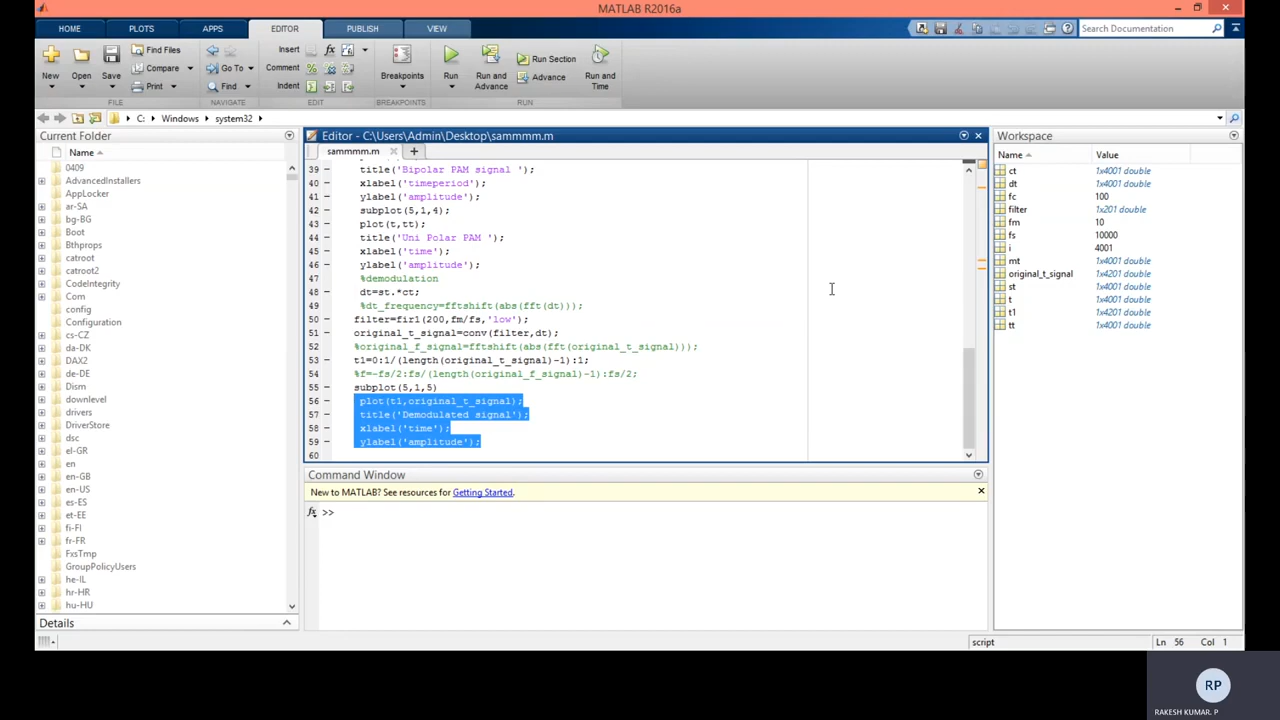 MATLAB R2016a
HOME PLOTS APPS EDITOR PUBLISH VIEW Search Documentation
New Open Save Find Files Compare Print Go To Find Insert Comment Indent Breakpoints Run Run and Advance Run Section Advance Run and Time
FILE NAVIGATE EDIT BREAKPOINTS RUN
C: Windows system32
Current Folder
Name
0409
AdvancedInstallers
AppLocker
ar-SA
bg-BG
Boot
Bthprops
catroot
catroot2
CodeIntegrity
Com
config
Configuration
cs-CZ
da-DK
DAX2
de-DE
Dism
downlevel
drivers
DriverStore
dsc
el-GR
en
en-GB
en-US
es-ES
et-EE
fi-FI
fr-FR
FxsTmp
GroupPolicyUsers
he-IL
hr-HR
hu-HU
Details
Editor - C:\Users\Admin\Desktop\sammmm.m
sammmm.m
39 title('Bipolar PAM signal ');
40 xlabel('timeperiod');
41 ylabel('amplitude');
42 subplot(5,1,4);
43 plot(t,tt);
44 title('Uni Polar PAM ');
45 xlabel('time');
46 ylabel('amplitude');
47 %demodulation
48 dt=st.*ct;
49 %dt_frequency=fftshift(abs(fft(dt)));
50 filter=fir1(200,fm/fs,'low');
51 original_t_signal=conv(filter,dt);
52 %original_f_signal=fftshift(abs(fft(original_t_signal)));
53 t1=0:1/(length(original_t_signal)-1):1;
54 %f=-fs/2:fs/(length(original_f_signal)-1):fs/2;
55 subplot(5,1,5)
56 plot(t1,original_t_signal);
57 title('Demodulated signal');
58 xlabel('time');
59 ylabel('amplitude');
60
Command Window
New to MATLAB? See resources for Getting Started.
fx >>
Workspace
Name Value
ct 1x4001 double
dt 1x4001 double
fc 100
filter 1x201 double
fm 10
fs 10000
i 4001
mt 1x4001 double
original_t_signal 1x4201 double
st 1x4001 double
t 1x4001 double
t1 1x4201 double
tt 1x4001 double
script Ln 56 Col 1
RP
RAKESH KUMAR. P